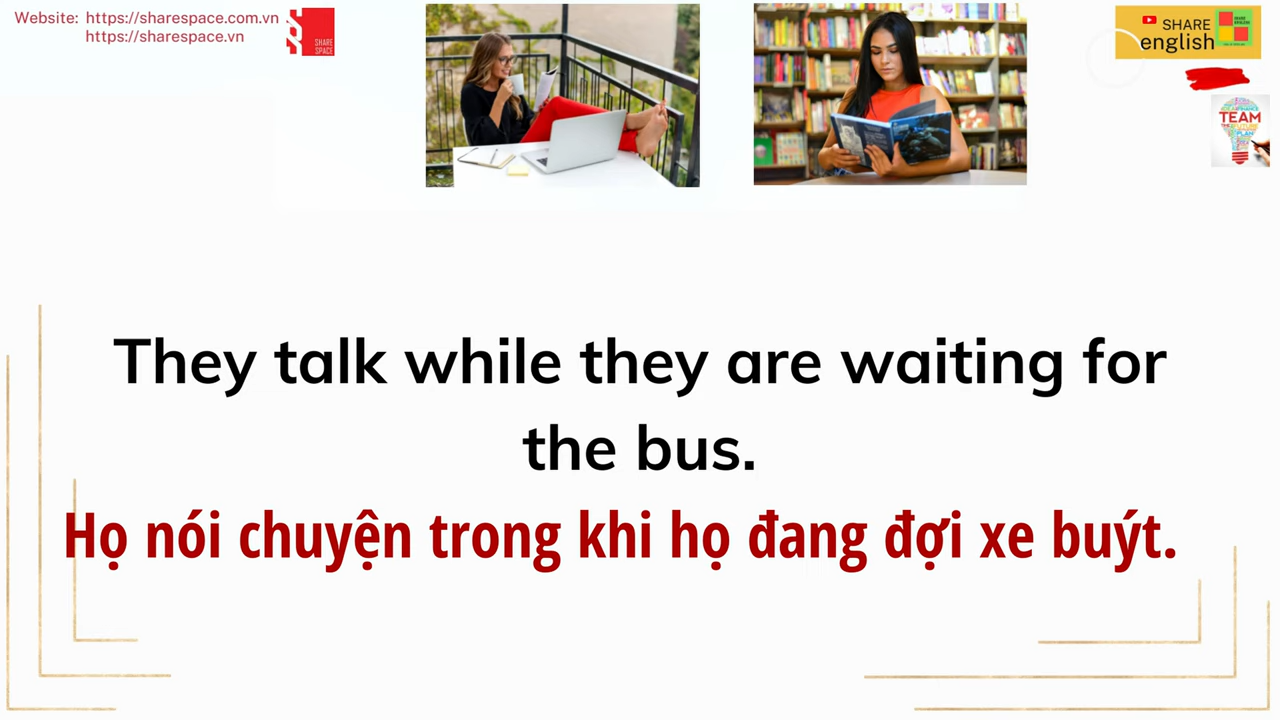 Website: https://sharespace.com.vn
https://sharespace.vn
SHARE
SPACE
SHARE
english
TEAM
PLAN
They talk while they are waiting for
the bus.
Họ nói chuyện trong khi họ đang đợi xe buýt.